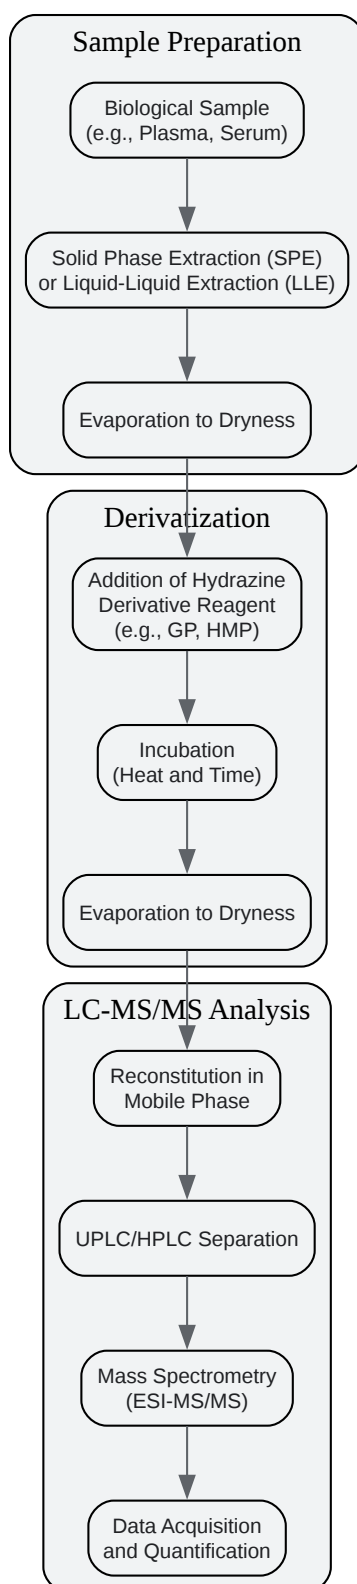 Sample Preparation
Biological Sample
(e.g., Plasma, Serum)
Solid Phase Extraction (SPE)
or Liquid-Liquid Extraction (LLE)
Evaporation to Dryness
Derivatization
Addition of Hydrazine
Derivative Reagent
(e.g., GP, HMP)
Incubation
(Heat and Time)
Evaporation to Dryness
LC-MS/MS Analysis
Reconstitution in
Mobile Phase
UPLC/HPLC Separation
Mass Spectrometry
(ESI-MS/MS)
Data Acquisition
and Quantification